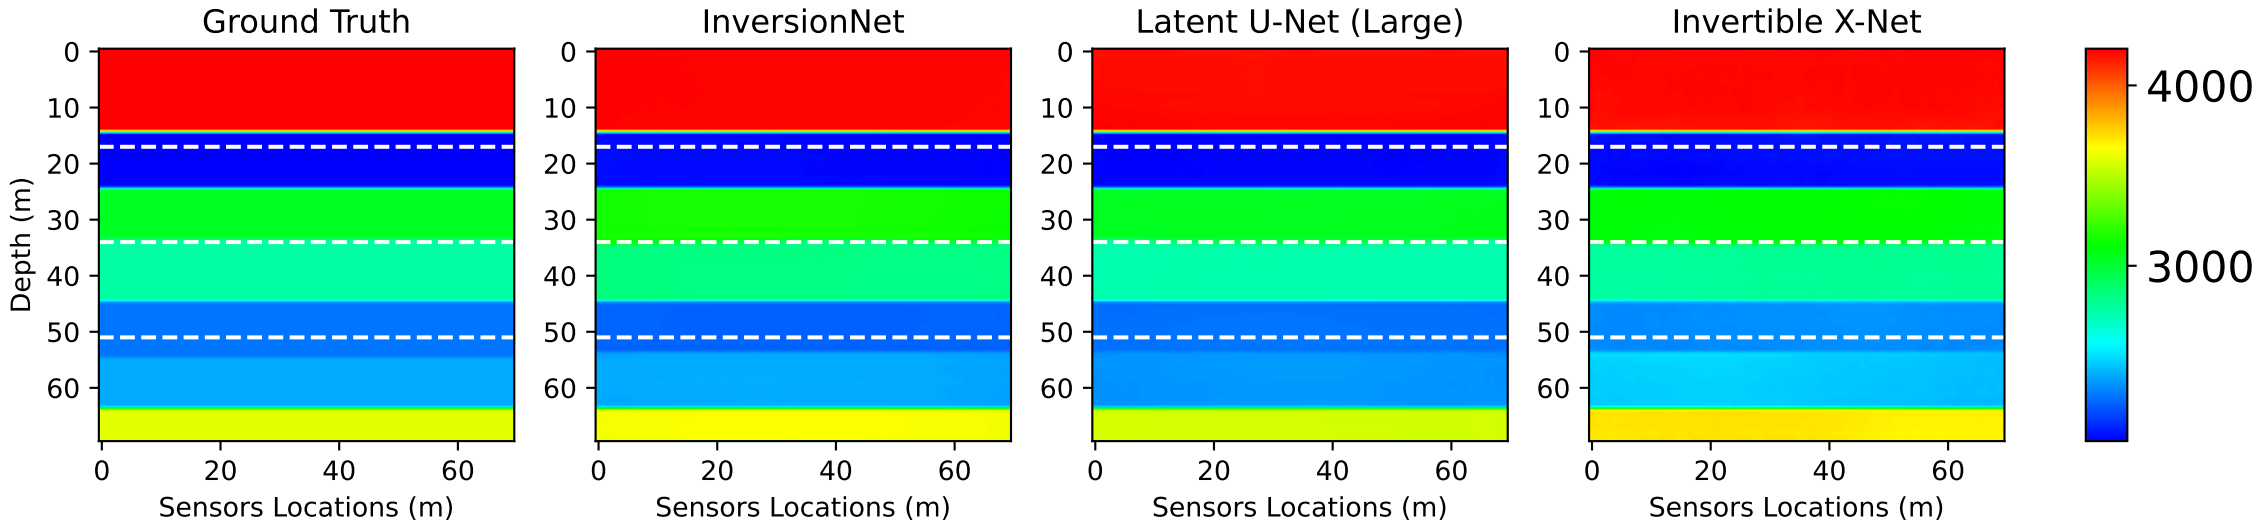 Ground Truth InversionNet Latent U-Net (Large) Invertible X-Net
0 0 0 0
4000
10 10 10 10
20 20 20 20
30 30 30 30
3000
40 40 40 40
50 50 50 50
60 60 60 60
Depth (m)
0 20 40 60 0 20 40 60 0 20 40 60 0 20 40 60
Sensors Locations (m) Sensors Locations (m) Sensors Locations (m) Sensors Locations (m)